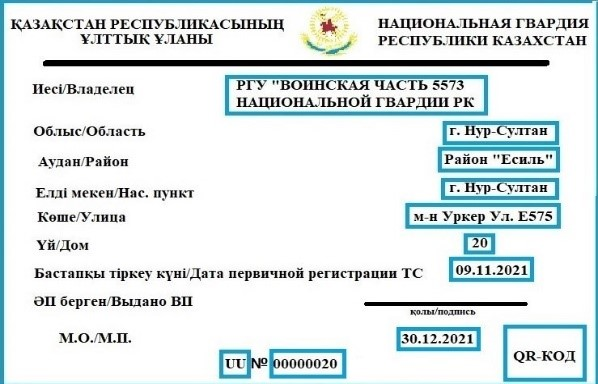 ҚАЗАҚСТАН РЕСПУБЛИКАСЫНЫҢ
ҰЛТТЫҚ ҰЛАНЫ
НАЦИОНАЛЬНАЯ ГВАРДИЯ
РЕСПУБЛИКИ КАЗАХСТАН
Иесі/Владелец
РГУ "ВОИНСКАЯ ЧАСТЬ 5573
НАЦИОНАЛЬНОЙ ГВАРДИИ РК
Облыс/Область г. Нур-Султан
Аудан/Район Район "Есиль"
Елді мекен/Нас. пункт г. Нур-Султан
Көше/Улица м-н Уркер Ул. Е575
Үй/Дом 20
Бастапқы тіркеу күні/Дата первичной регистрации ТС 09.11.2021
ӘП берген/Выдано ВП
қолы/подпись
М.О./М.П. 30.12.2021
UU № 00000020
QR-КОД